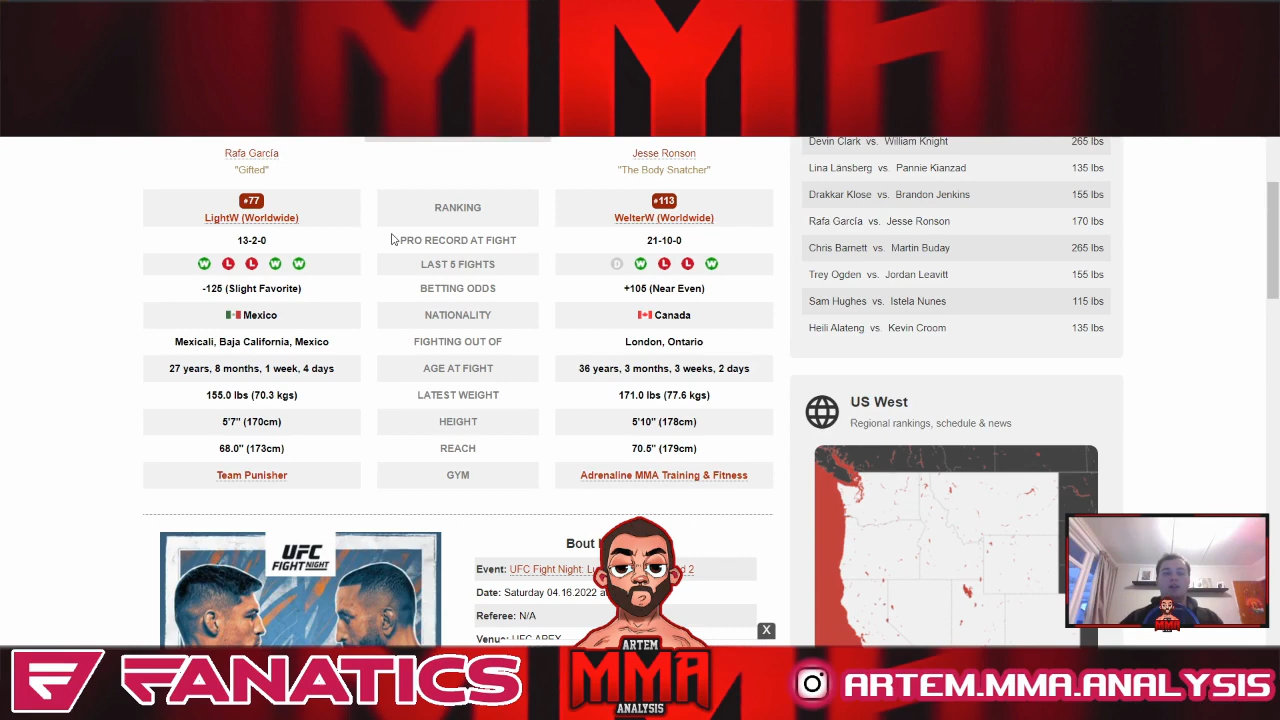 MMA
Rafa García
"Gifted"
Jesse Ronson
"The Body Snatcher"
#77
LightW (Worldwide)
RANKING
#113
WelterW (Worldwide)
13-2-0
PRO RECORD AT FIGHT
21-10-0
W L L W W
LAST 5 FIGHTS
D W L L W
-125 (Slight Favorite)
BETTING ODDS
+105 (Near Even)
Mexico
NATIONALITY
Canada
Mexicali, Baja California, Mexico
FIGHTING OUT OF
London, Ontario
27 years, 8 months, 1 week, 4 days
AGE AT FIGHT
36 years, 3 months, 3 weeks, 2 days
155.0 lbs (70.3 kgs)
LATEST WEIGHT
171.0 lbs (77.6 kgs)
5'7" (170cm)
HEIGHT
5'10" (178cm)
68.0" (173cm)
REACH
70.5" (179cm)
Team Punisher
GYM
Adrenaline MMA Training & Fitness
Devin Clark vs. William Knight 265 lbs
Lina Länsberg vs. Pannie Kianzad 135 lbs
Drakkar Klose vs. Brandon Jenkins 155 lbs
Rafa García vs. Jesse Ronson 170 lbs
Chris Barnett vs. Martin Buday 265 lbs
Trey Ogden vs. Jordan Leavitt 155 lbs
Sam Hughes vs. Istela Nunes 115 lbs
Heili Alateng vs. Kevin Croom 135 lbs
US West
Regional rankings, schedule & news
UFC
FIGHT NIGHT
Bout
Event: UFC Fight Night: 2
Date: Saturday 04.16.2022
Referee: N/A
Venue: UFC APEX
X
FANATICS
ARTEM
MMA
ANALYSIS
ARTEM.MMA.ANALYSIS
MMA